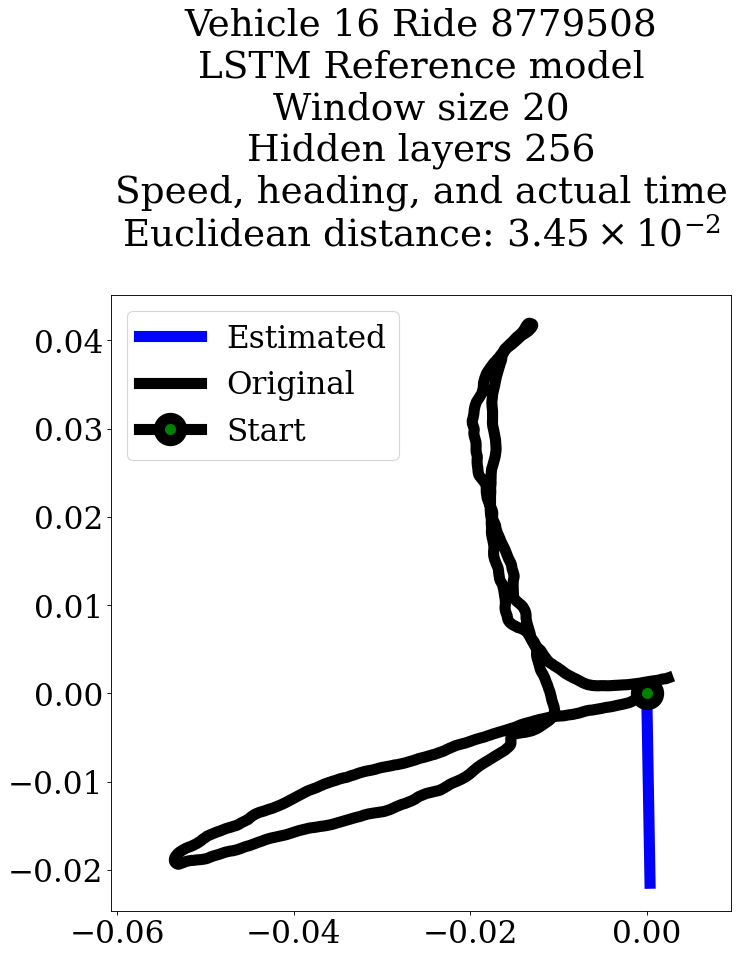 Vehicle 16 Ride 8779508
LSTM Reference model
Window size 20
Hidden layers 256
Speed, heading, and actual time
Euclidean distance: 3.45 × 10⁻²
Estimated
Original
Start
0.04
0.03
0.02
0.01
0.00
−0.01
−0.02
−0.06 −0.04 −0.02 0.00